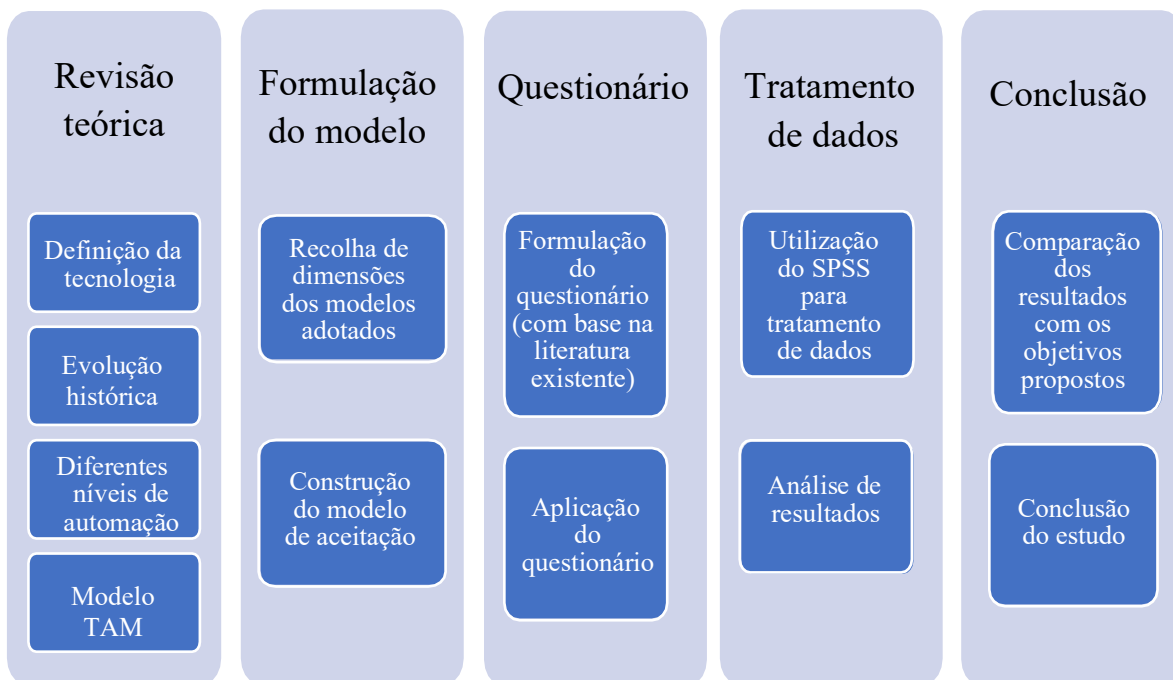 Revisão
teórica
Definição da
tecnologia
Evolução
histórica
Diferentes
níveis de
automação
Modelo
TAM
Formulação
do modelo
Recolha de
dimensões
dos modelos
adotados
Construção
do modelo
de aceitação
Questionário
Formulação
do
questionário
(com base na
literatura
existente)
Aplicação
do
questionário
Tratamento
de dados
Utilização
do SPSS
para
tratamento
de dados
Análise de
resultados
Conclusão
Comparação
dos
resultados
com os
objetivos
propostos
Conclusão
do estudo